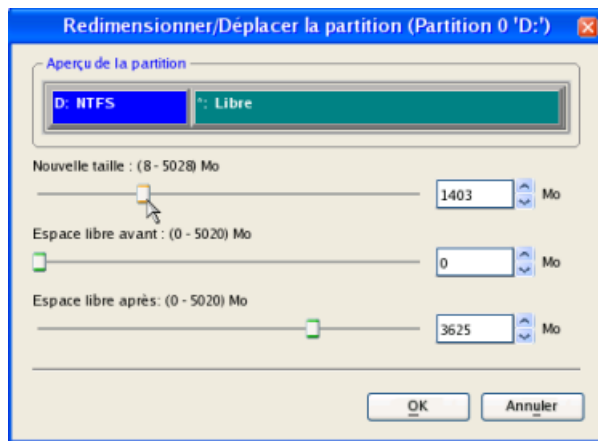 Redimensionner/Déplacer la partition (Partition 0 'D:')
Aperçu de la partition
D: NTFS
*: Libre
Nouvelle taille : (8 - 5028) Mo
1403 Mo
Espace libre avant : (0 - 5020) Mo
0 Mo
Espace libre après: (0 - 5020) Mo
3625 Mo
OK Annuler